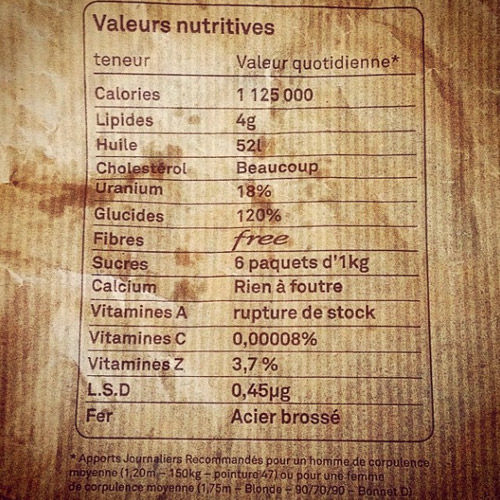 Valeurs nutritives
teneur Valeur quotidienne*
Calories 1 125 000
Lipides 4g
Huile 52l
Cholestérol Beaucoup
Uranium 18%
Glucides 120%
Fibres free
Sucres 6 paquets d'1kg
Calcium Rien à foutre
Vitamines A rupture de stock
Vitamines C 0,00008%
Vitamines Z 3,7 %
L.S.D 0,45µg
Fer Acier brossé
* Apports Journaliers Recommandés pour un homme de corpulence
moyenne (1,20m – 150kg – pointure 47) ou pour une femme
de corpulence moyenne (1,75m – Blonde – 90/70/90 – Bonnet D)